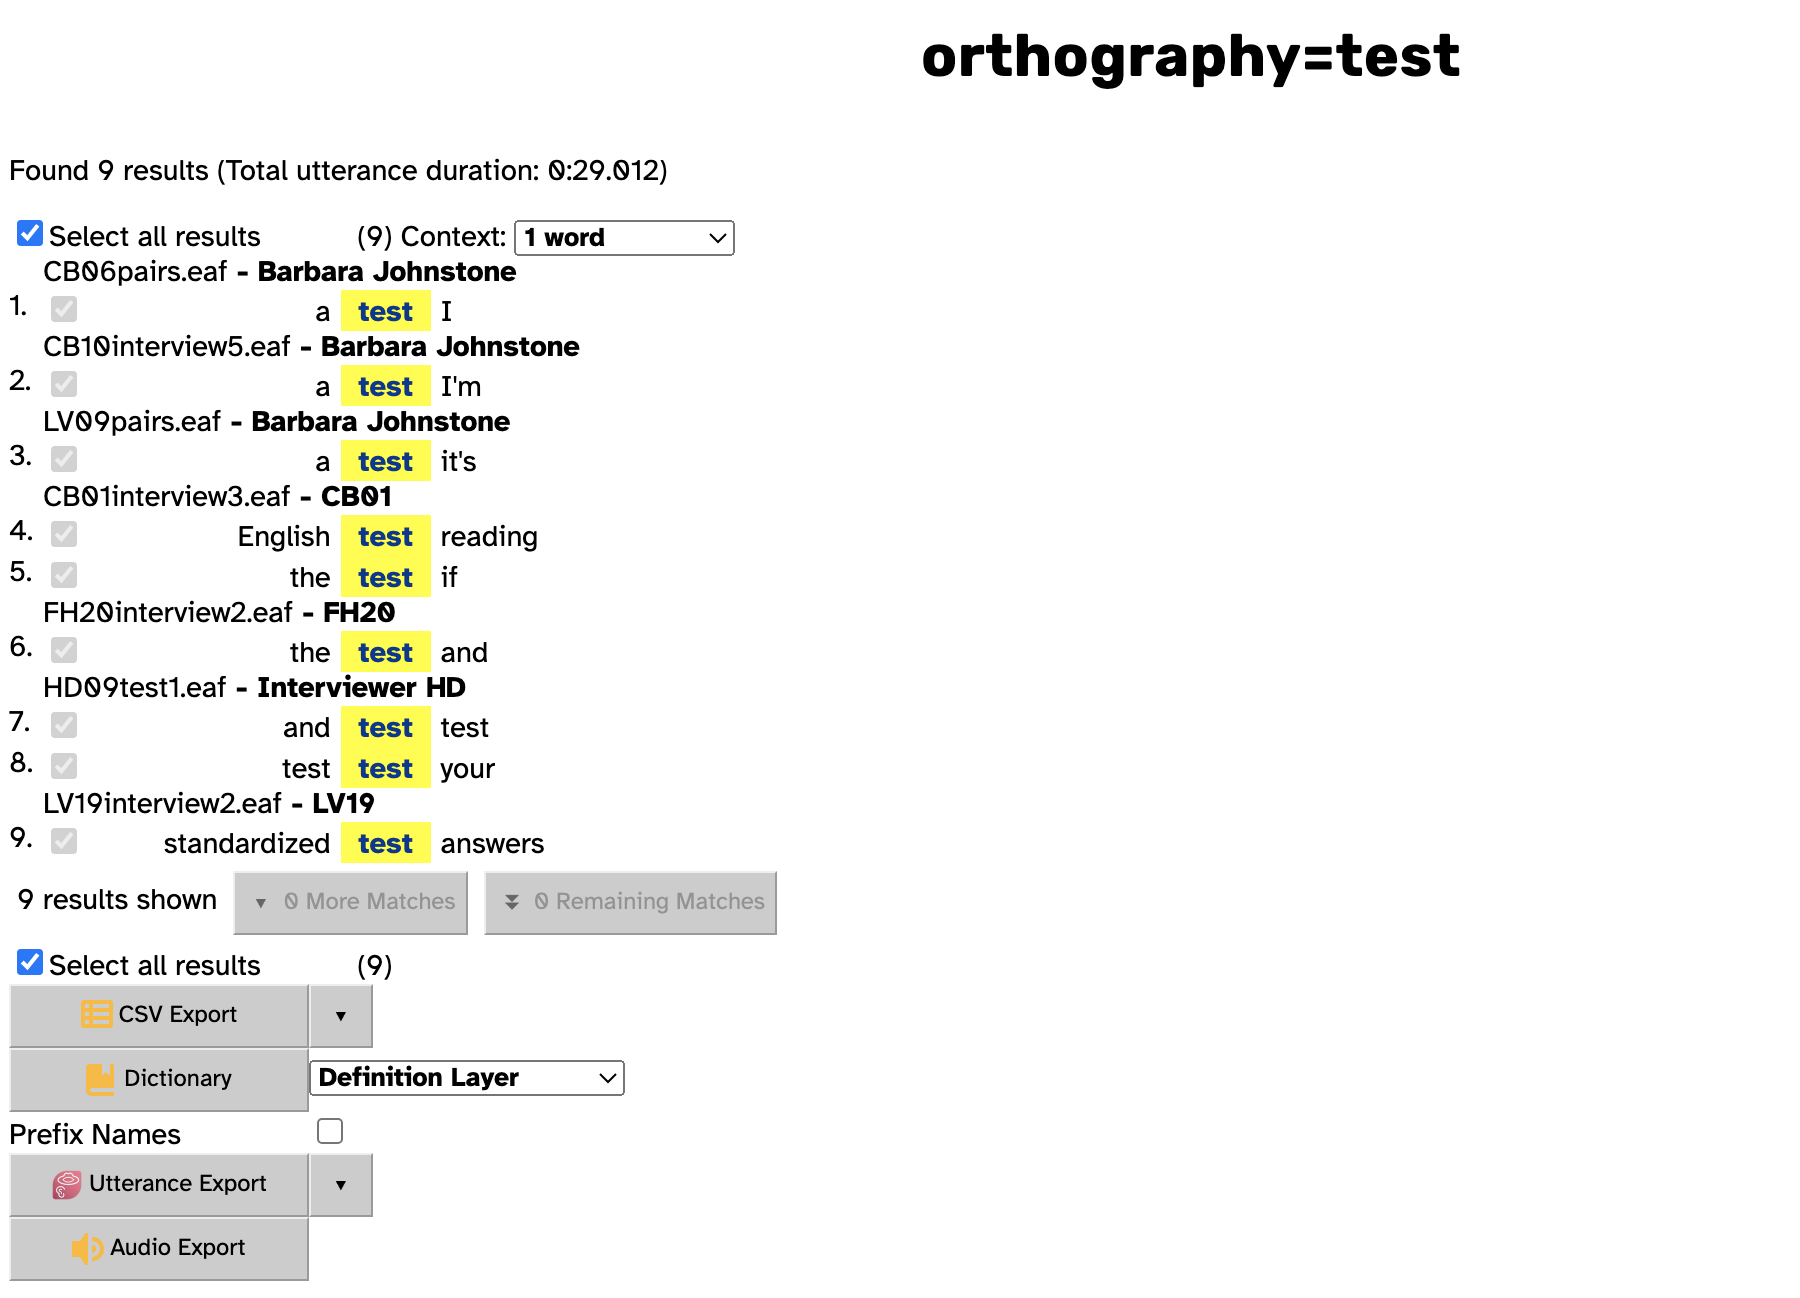 orthography=test
Found 9 results (Total utterance duration: 0:29.012)
Select all results (9) Context: 1 word
CB06pairs.eaf - Barbara Johnstone
1. a test I
CB10interview5.eaf - Barbara Johnstone
2. a test I'm
LV09pairs.eaf - Barbara Johnstone
3. a test it's
CB01interview3.eaf - CB01
4. English test reading
5. the test if
FH20interview2.eaf - FH20
6. the test and
HD09test1.eaf - Interviewer HD
7. and test test
8. test test your
LV19interview2.eaf - LV19
9. standardized test answers
9 results shown ▼ 0 More Matches 0 Remaining Matches
Select all results (9)
CSV Export ▼
Dictionary Definition Layer
Prefix Names
Utterance Export ▼
Audio Export